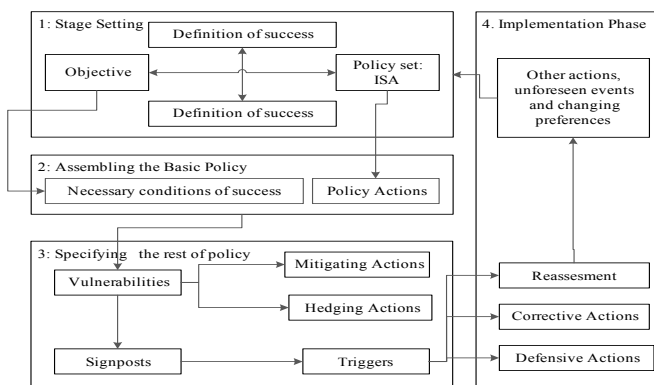 1: Stage Setting
Definition of success
Objective
Policy set:
ISA
Definition of success
2: Assembling the Basic Policy
Necessary conditions of success
Policy Actions
3: Specifying the rest of policy
Vulnerabilities
Mitigating Actions
Hedging Actions
Signposts
Triggers
4. Implementation Phase
Other actions,
unforeseen events
and changing
preferences
Reassesment
Corrective Actions
Defensive Actions